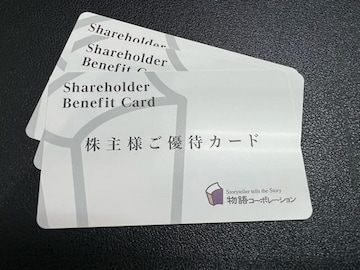 Shareholder
Shareholder
Benefit Ca
Shareholder
Benefit Card
株主様ご優待カード
Storyteller tells the Story
物語コーポレーション